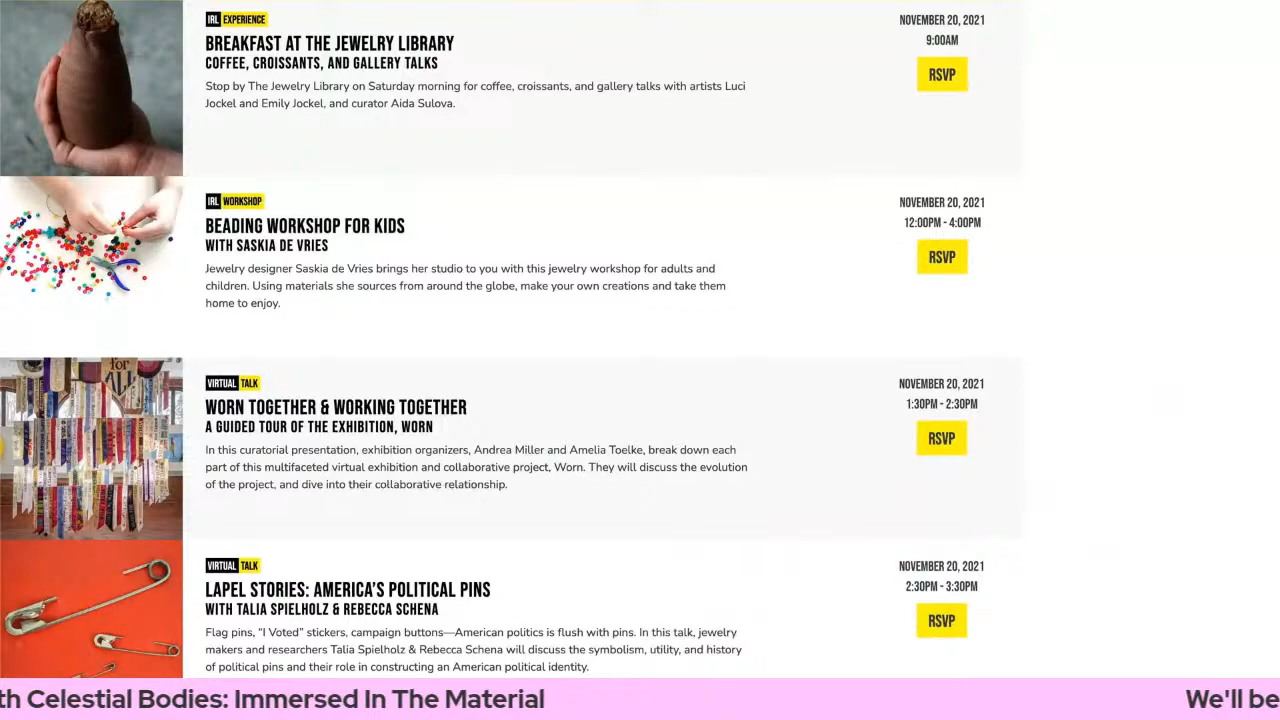 IRL EXPERIENCE
BREAKFAST AT THE JEWELRY LIBRARY
COFFEE, CROISSANTS, AND GALLERY TALKS
Stop by The Jewelry Library on Saturday morning for coffee, croissants, and gallery talks with artists Luci
Jockel and Emily Jockel, and curator Aida Sulova.
NOVEMBER 20, 2021
9:00AM
RSVP
IRL WORKSHOP
BEADING WORKSHOP FOR KIDS
WITH SASKIA DE VRIES
Jewelry designer Saskia de Vries brings her studio to you with this jewelry workshop for adults and
children. Using materials she sources from around the globe, make your own creations and take them
home to enjoy.
NOVEMBER 20, 2021
12:00PM - 4:00PM
RSVP
for
ALL
VIRTUAL TALK
WORN TOGETHER & WORKING TOGETHER
A GUIDED TOUR OF THE EXHIBITION, WORN
In this curatorial presentation, exhibition organizers, Andrea Miller and Amelia Toelke, break down each
part of this multifaceted virtual exhibition and collaborative project, Worn. They will discuss the evolution
of the project, and dive into their collaborative relationship.
NOVEMBER 20, 2021
1:30PM - 2:30PM
RSVP
VIRTUAL TALK
LAPEL STORIES: AMERICA'S POLITICAL PINS
WITH TALIA SPIELHOLZ & REBECCA SCHENA
Flag pins, “I Voted” stickers, campaign buttons—American politics is flush with pins. In this talk, jewelry
makers and researchers Talia Spielholz & Rebecca Schena will discuss the symbolism, utility, and history
of political pins and their role in constructing an American political identity.
NOVEMBER 20, 2021
2:30PM - 3:30PM
RSVP
th Celestial Bodies: Immersed In The Material We'll be